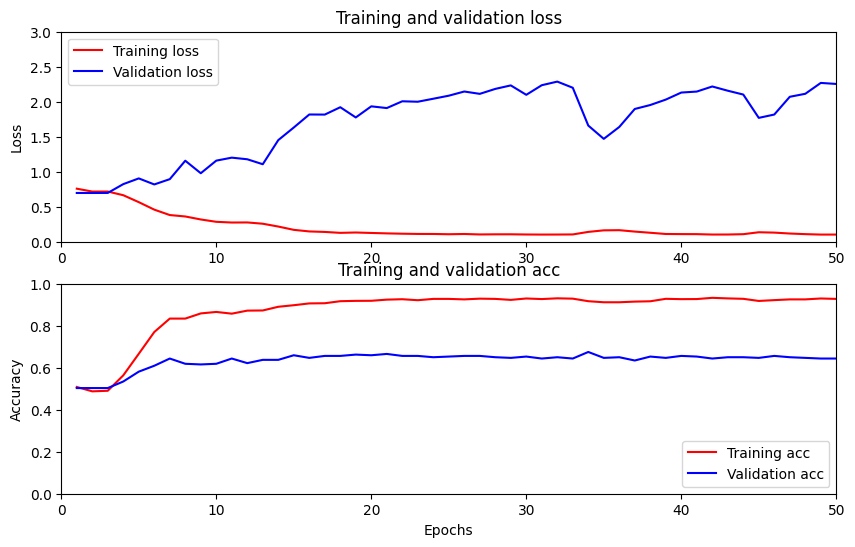 Training and validation loss
3.0
2.5
2.0
1.5
1.0
0.5
0.0
Loss
Training loss
Validation loss
0 10 20 30 40 50
Training and validation acc
1.0
0.8
0.6
0.4
0.2
0.0
Accuracy
Training acc
Validation acc
0 10 20 30 40 50
Epochs